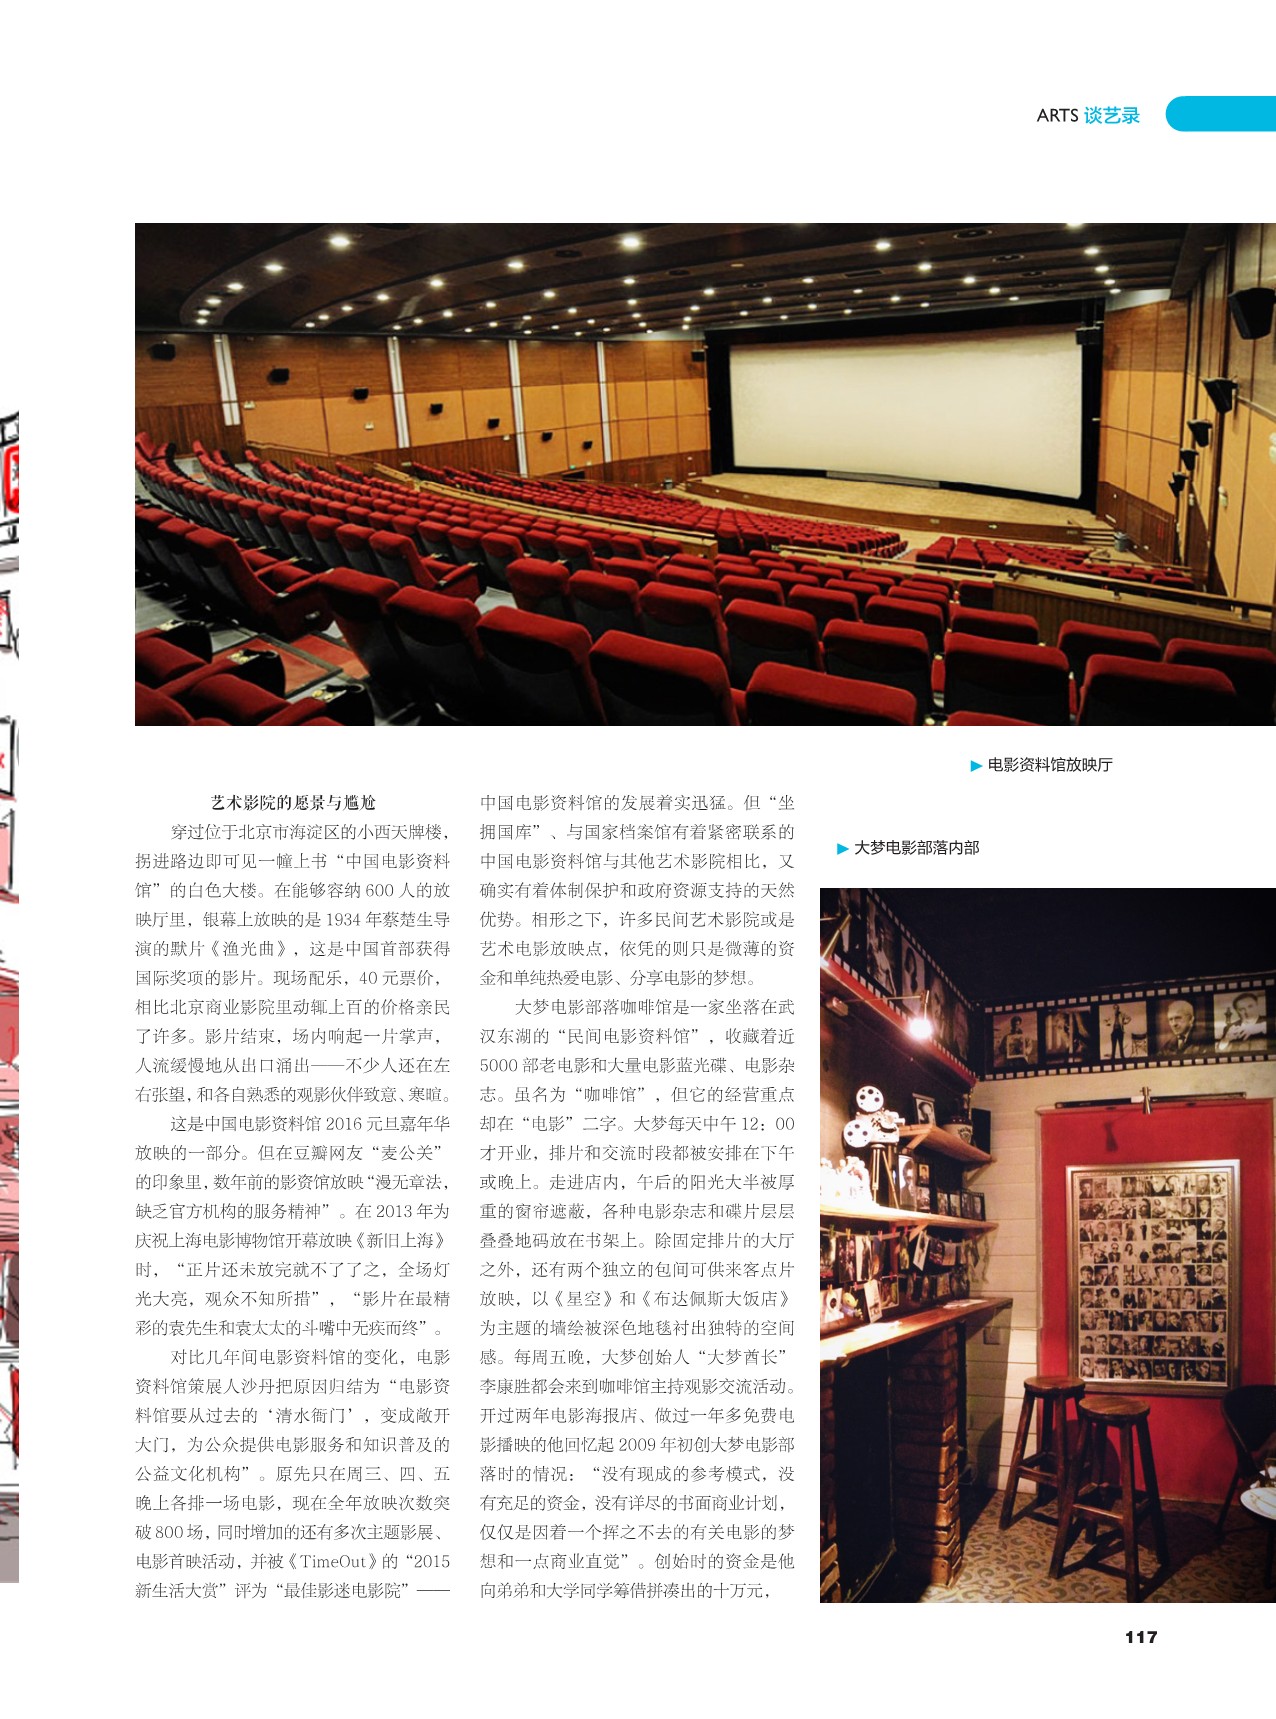 ARTS 谈艺录
▶ 电影资料馆放映厅
艺术影院的愿景与尴尬
穿过位于北京市海淀区的小西天牌楼，
拐进路边即可见一幢上书“中国电影资料
馆”的白色大楼。在能够容纳 600 人的放
映厅里，银幕上放映的是 1934 年蔡楚生导
演的默片《渔光曲》，这是中国首部获得
国际奖项的影片。现场配乐，40 元票价，
相比北京商业影院里动辄上百的价格亲民
了许多。影片结束，场内响起一片掌声，
人流缓慢地从出口涌出——不少人还在左
右张望，和各自熟悉的观影伙伴致意、寒暄。
这是中国电影资料馆 2016 元旦嘉年华
放映的一部分。但在豆瓣网友“麦公关”
的印象里，数年前的影资馆放映“漫无章法，
缺乏官方机构的服务精神”。在 2013 年为
庆祝上海电影博物馆开幕放映《新旧上海》
时，“正片还未放完就不了了之，全场灯
光大亮，观众不知所措”，“影片在最精
彩的袁先生和袁太太的斗嘴中无疾而终”。
对比几年间电影资料馆的变化，电影
资料馆策展人沙丹把原因归结为“电影资
料馆要从过去的‘清水衙门’，变成敞开
大门，为公众提供电影服务和知识普及的
公益文化机构”。原先只在周三、四、五
晚上各排一场电影，现在全年放映次数突
破 800 场，同时增加的还有多次主题影展、
电影首映活动，并被《TimeOut》的“2015
新生活大赏”评为“最佳影迷电影院”——
中国电影资料馆的发展着实迅猛。但“坐
拥国库”、与国家档案馆有着紧密联系的
中国电影资料馆与其他艺术影院相比，又
确实有着体制保护和政府资源支持的天然
优势。相形之下，许多民间艺术影院或是
艺术电影放映点，依凭的则只是微薄的资
金和单纯热爱电影、分享电影的梦想。
大梦电影部落咖啡馆是一家坐落在武
汉东湖的“民间电影资料馆”，收藏着近
5000 部老电影和大量电影蓝光碟、电影杂
志。虽名为“咖啡馆”，但它的经营重点
却在“电影”二字。大梦每天中午 12：00
才开业，排片和交流时段都被安排在下午
或晚上。走进店内，午后的阳光大半被厚
重的窗帘遮蔽，各种电影杂志和碟片层层
叠叠地码放在书架上。除固定排片的大厅
之外，还有两个独立的包间可供来客点片
放映，以《星空》和《布达佩斯大饭店》
为主题的墙绘被深色地毯衬出独特的空间
感。每周五晚，大梦创始人“大梦酋长”
李康胜都会来到咖啡馆主持观影交流活动。
开过两年电影海报店、做过一年多免费电
影播映的他回忆起 2009 年初创大梦电影部
落时的情况：“没有现成的参考模式，没
有充足的资金，没有详尽的书面商业计划，
仅仅是因着一个挥之不去的有关电影的梦
想和一点商业直觉”。创始时的资金是他
向弟弟和大学同学筹借拼凑出的十万元，
▶ 大梦电影部落内部
117